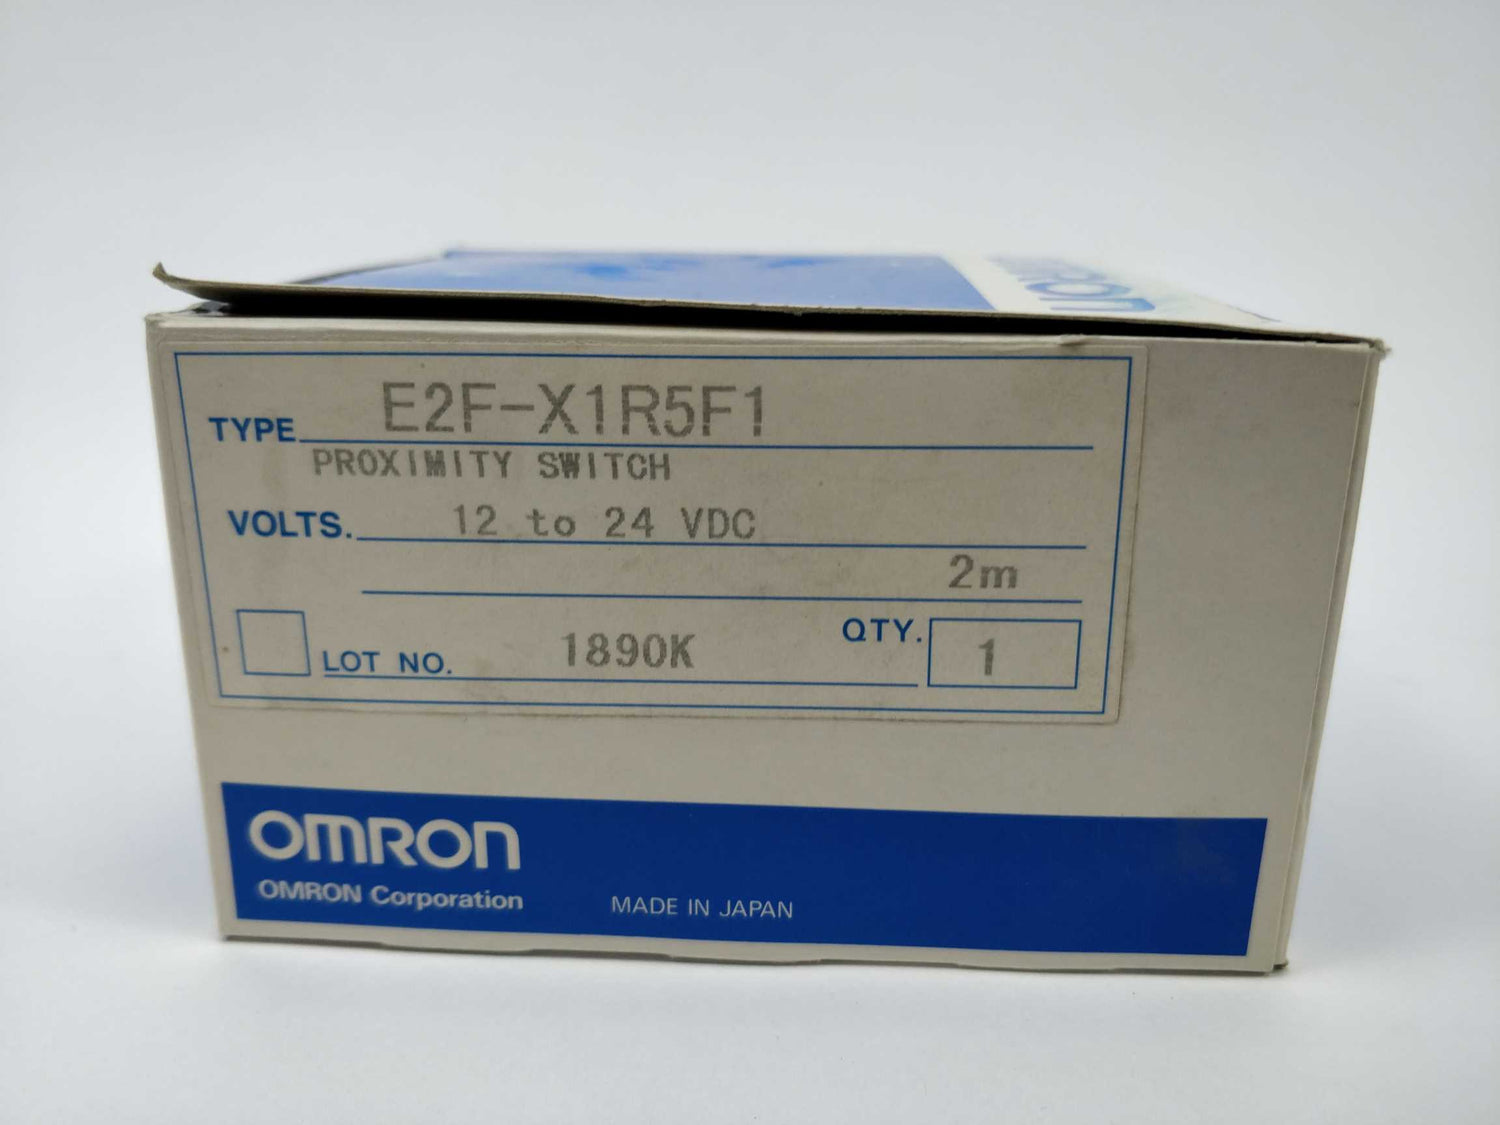 OMRON
TYPE E2F-X1R5F1
PROXIMITY SWITCH
VOLTS. 12 to 24 VDC
2m
LOT NO. 1890K QTY. 1
OMRON
OMRON Corporation MADE IN JAPAN